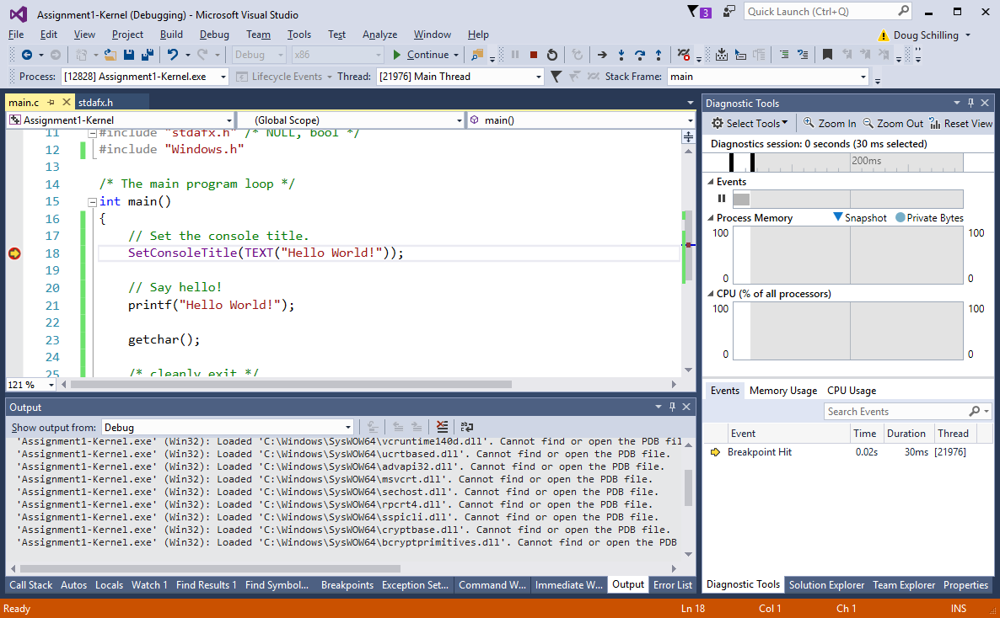 Assignment1-Kernel (Debugging) - Microsoft Visual Studio
3
Quick Launch (Ctrl+Q)
File Edit View Project Build Debug Team Tools Test Analyze Window Help
Doug Schilling
Debug x86 Continue
Process: [12828] Assignment1-Kernel.exe Lifecycle Events Thread: [21976] Main Thread Stack Frame: main
main.c stdafx.h
Assignment1-Kernel (Global Scope) main()
11 #include "stdafx.h" /* NULL, bool */
12 #include "Windows.h"
13
14 /* The main program loop */
15 int main()
16 {
17 // Set the console title.
18 SetConsoleTitle(TEXT("Hello World!"));
19
20 // Say hello!
21 printf("Hello World!");
22
23 getchar();
24
25 /* cleanly exit */
121 %
Output
Show output from: Debug
'Assignment1-Kernel.exe' (Win32): Loaded 'C:\Windows\SysWOW64\vcruntime140d.dll'. Cannot find or open the PDB fil
'Assignment1-Kernel.exe' (Win32): Loaded 'C:\Windows\SysWOW64\ucrtbased.dll'. Cannot find or open the PDB file.
'Assignment1-Kernel.exe' (Win32): Loaded 'C:\Windows\SysWOW64\advapi32.dll'. Cannot find or open the PDB file.
'Assignment1-Kernel.exe' (Win32): Loaded 'C:\Windows\SysWOW64\msvcrt.dll'. Cannot find or open the PDB file.
'Assignment1-Kernel.exe' (Win32): Loaded 'C:\Windows\SysWOW64\sechost.dll'. Cannot find or open the PDB file.
'Assignment1-Kernel.exe' (Win32): Loaded 'C:\Windows\SysWOW64\rpcrt4.dll'. Cannot find or open the PDB file.
'Assignment1-Kernel.exe' (Win32): Loaded 'C:\Windows\SysWOW64\sspicli.dll'. Cannot find or open the PDB file.
'Assignment1-Kernel.exe' (Win32): Loaded 'C:\Windows\SysWOW64\cryptbase.dll'. Cannot find or open the PDB file.
'Assignment1-Kernel.exe' (Win32): Loaded 'C:\Windows\SysWOW64\bcryptprimitives.dll'. Cannot find or open the PDB
Call Stack Autos Locals Watch 1 Find Results 1 Find Symbol... Breakpoints Exception Set... Command W... Immediate W... Output Error List
Diagnostic Tools
Select Tools Zoom In Zoom Out Reset View
Diagnostics session: 0 seconds (30 ms selected)
200ms
Events
Process Memory Snapshot Private Bytes
100 100
0 0
CPU (% of all processors)
100 100
0 0
Events Memory Usage CPU Usage
Search Events
Event Time Duration Thread
Breakpoint Hit 0.02s 30ms [21976]
Diagnostic Tools Solution Explorer Team Explorer Properties
Ready Ln 18 Col 1 Ch 1 INS